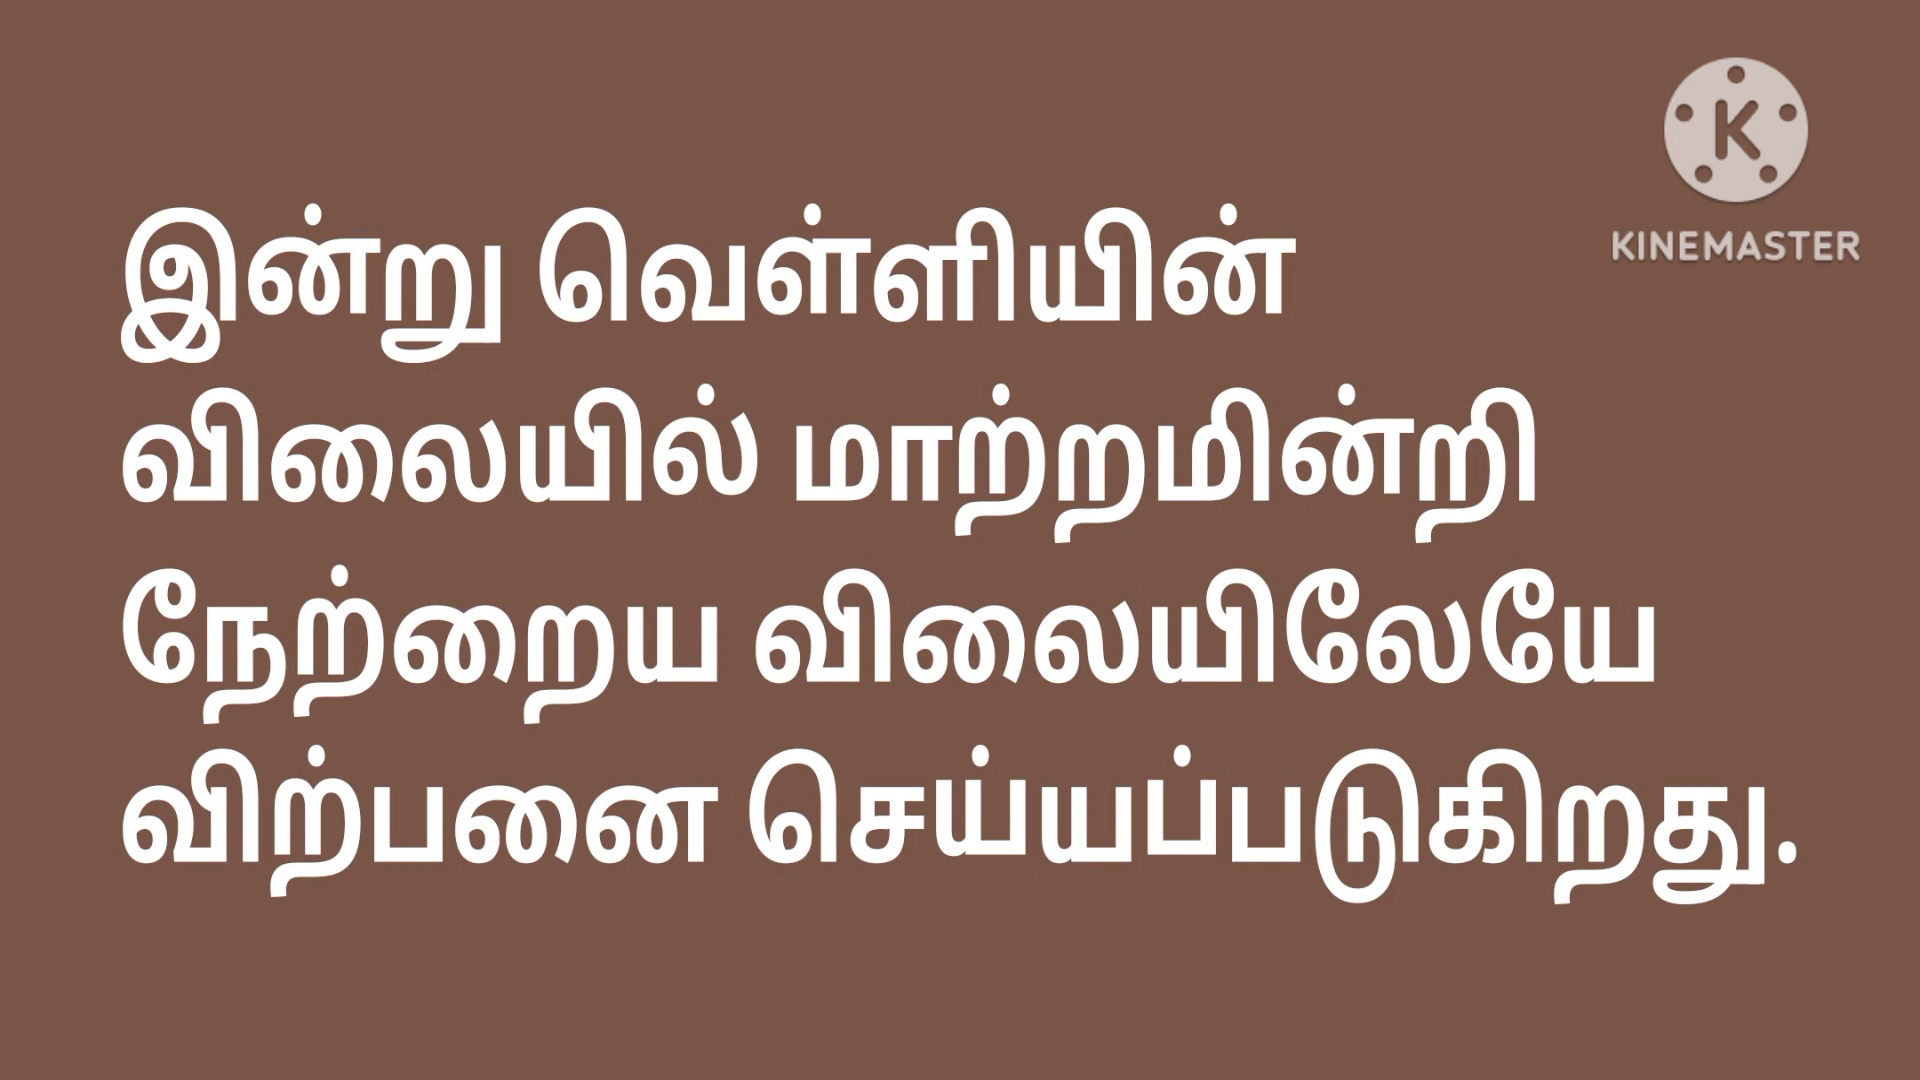 இன்று வெள்ளியின்
விலையில் மாற்றமின்றி
நேற்றைய விலையிலேயே
விற்பனை செய்யப்படுகிறது.
K
KINEMASTER